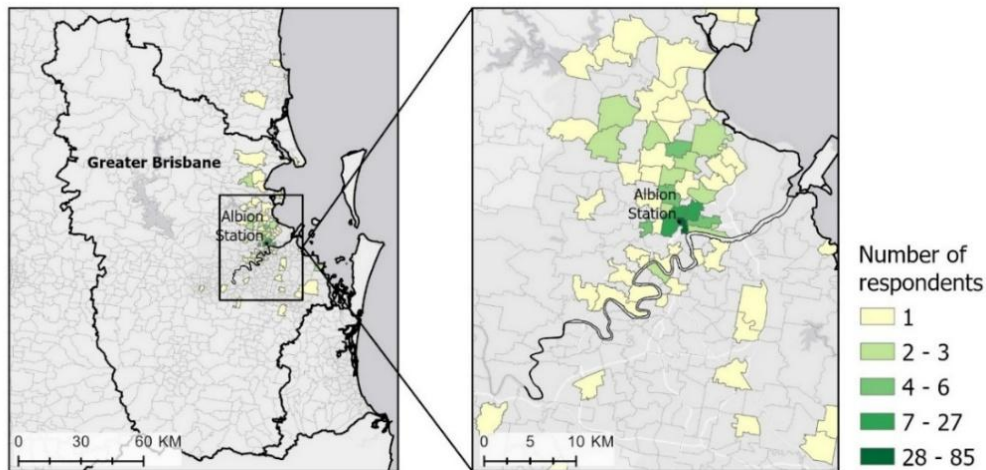 Greater Brisbane
Albion
Station
0 30 60 KM
Albion
Station
0 5 10 KM
Number of
respondents
1
2 - 3
4 - 6
7 - 27
28 - 85